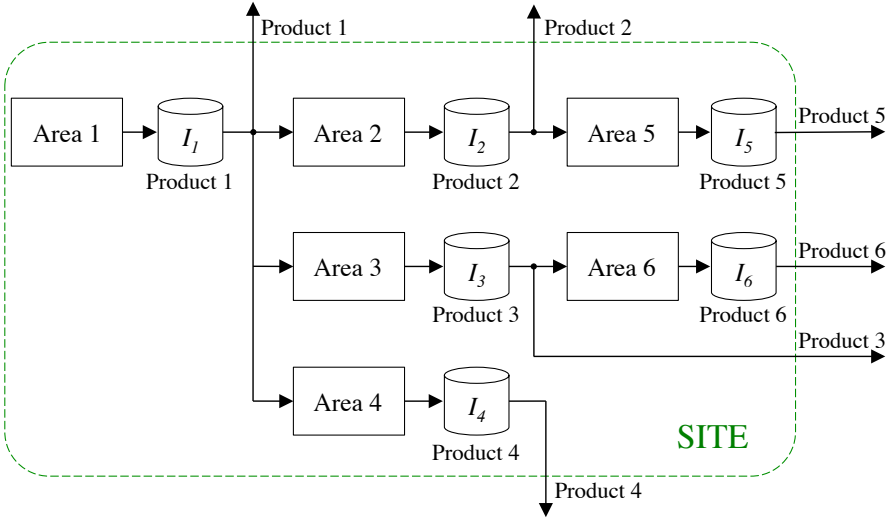 Product 1
Product 2
Area 1
I1
Area 2
I2
Area 5
I5
Product 5
Product 1
Product 2
Product 5
Area 3
I3
Area 6
I6
Product 6
Product 3
Product 6
Product 3
Area 4
I4
Product 4
SITE
Product 4